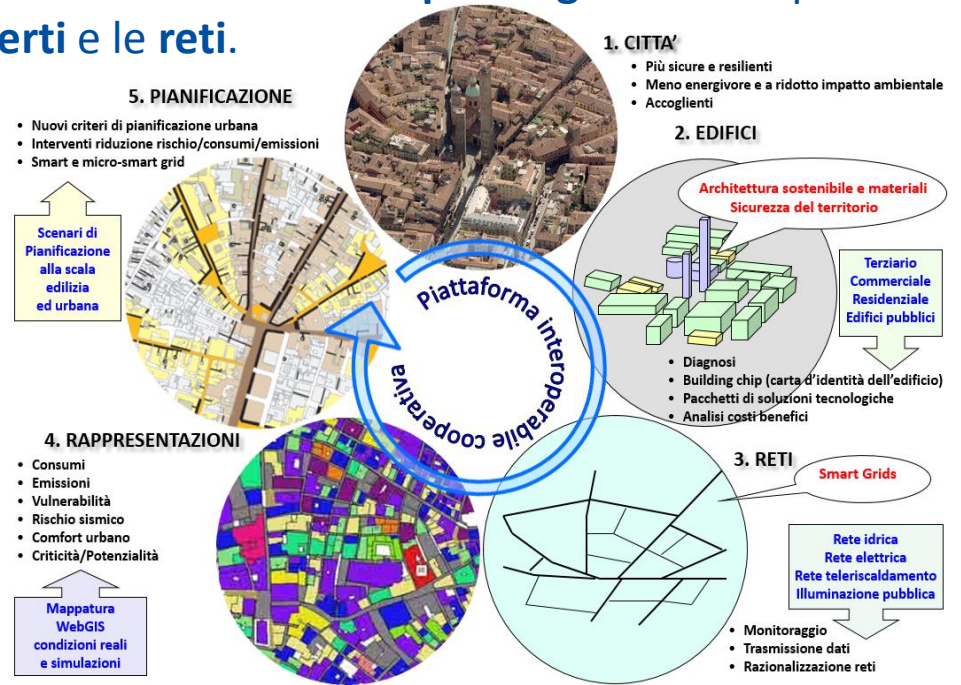 erti e le reti.
1. CITTA'
• Più sicure e resilienti
• Meno energivore e a ridotto impatto ambientale
• Accoglienti
2. EDIFICI
Architettura sostenibile e materiali
Sicurezza del territorio
Terziario
Commerciale
Residenziale
Edifici pubblici
• Diagnosi
• Building chip (carta d'identità dell'edificio)
• Pacchetti di soluzioni tecnologiche
• Analisi costi benefici
3. RETI
Smart Grids
Rete idrica
Rete elettrica
Rete teleriscaldamento
Illuminazione pubblica
• Monitoraggio
• Trasmissione dati
• Razionalizzazione reti
4. RAPPRESENTAZIONI
• Consumi
• Emissioni
• Vulnerabilità
• Rischio sismico
• Comfort urbano
• Criticità/Potenzialità
Mappatura
WebGIS
condizioni reali
e simulazioni
5. PIANIFICAZIONE
• Nuovi criteri di pianificazione urbana
• Interventi riduzione rischio/consumi/emissioni
• Smart e micro-smart grid
Scenari di
Pianificazione
alla scala
edilizia
ed urbana
Piattaforma interoperabile cooperativa